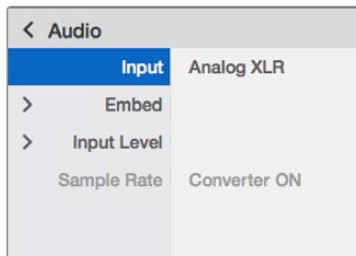 Audio
Input Analog XLR
Embed
Input Level
Sample Rate Converter ON